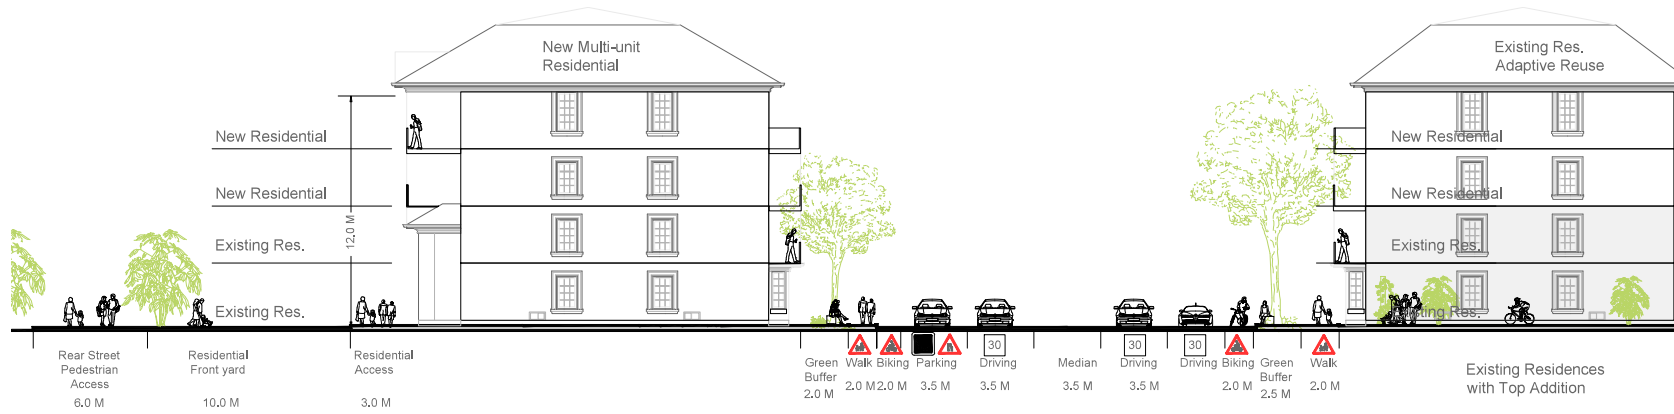 New Multi-unit
Residential
Existing Res.
Adaptive Reuse
New Residential
New Residential
New Residential
New Residential
12.0 M
Existing Res.
Existing Res.
Existing Res.
Existing Res.
Rear Street
Pedestrian
Access
6.0 M
Residential
Front yard
10.0 M
Residential
Access
3.0 M
Green
Buffer
2.0 M
Walk
2.0 M
Biking
2.0 M
Parking
3.5 M
30
Driving
3.5 M
Median
3.5 M
30
Driving
3.5 M
30
Driving
Biking
2.0 M
Green
Buffer
2.5 M
Walk
2.0 M
Existing Residences
with Top Addition